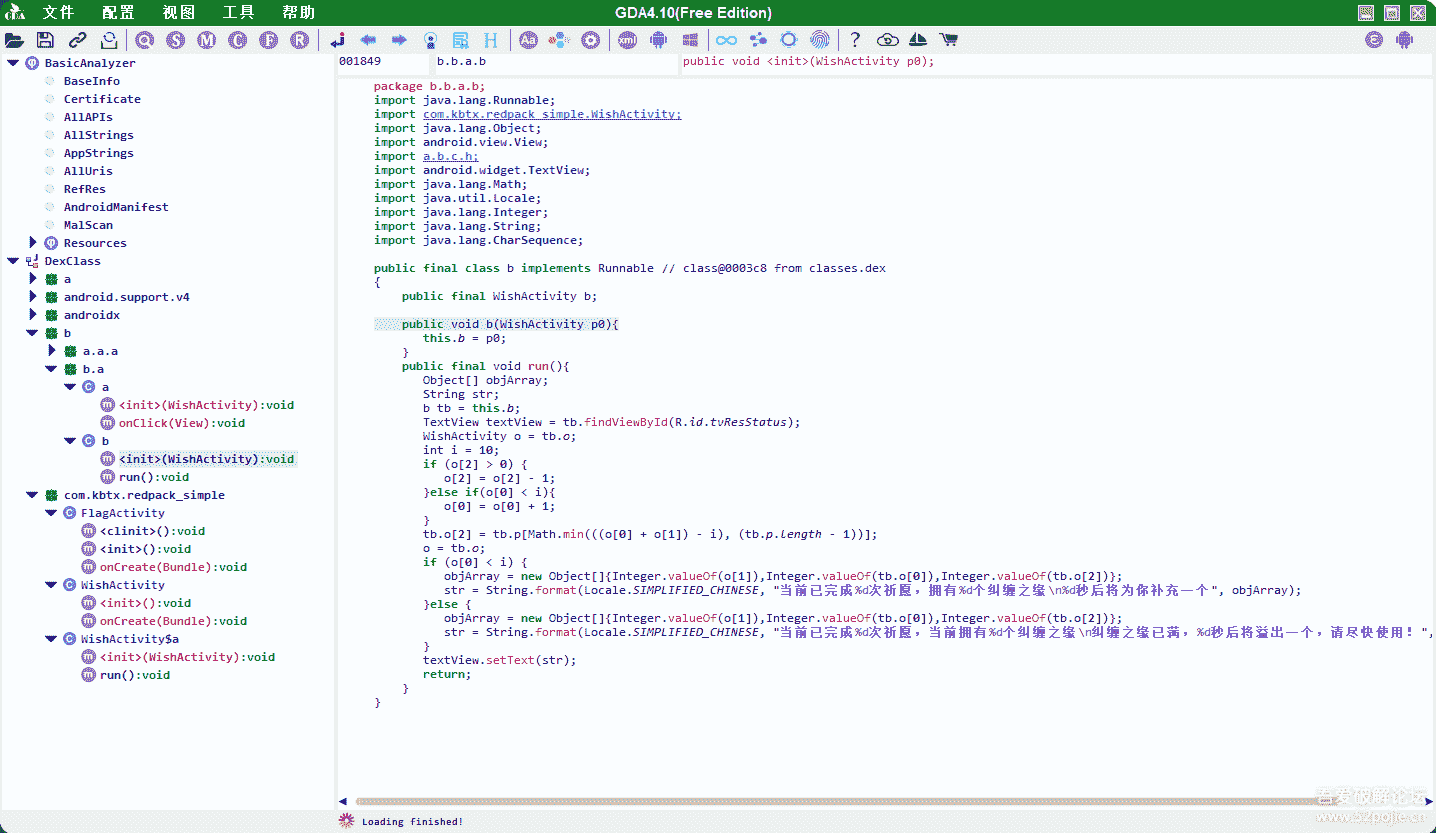 GDA
文件 配置 视图 工具 帮助
GDA4.10(Free Edition)
BasicAnalyzer
BaseInfo
Certificate
AllAPIs
AllStrings
AppStrings
AllUris
RefRes
AndroidManifest
MalScan
Resources
DexClass
a
android.support.v4
androidx
b
a.a.a
b.a
a
<init>(WishActivity):void
onClick(View):void
b
<init>(WishActivity):void
run():void
com.kbtx.redpack_simple
FlagActivity
<clinit>():void
<init>():void
onCreate(Bundle):void
WishActivity
<init>():void
onCreate(Bundle):void
WishActivity$a
<init>(WishActivity):void
run():void
001849 b.b.a.b public void <init>(WishActivity p0);
package b.b.a.b;
import java.lang.Runnable;
import com.kbtx.redpack_simple.WishActivity;
import java.lang.Object;
import android.view.View;
import a.b.c.h;
import android.widget.TextView;
import java.lang.Math;
import java.util.Locale;
import java.lang.Integer;
import java.lang.String;
import java.lang.CharSequence;
public final class b implements Runnable // class@0003c8 from classes.dex
{
public final WishActivity b;
public void b(WishActivity p0){
this.b = p0;
}
public final void run(){
Object[] objArray;
String str;
b tb = this.b;
TextView textView = tb.findViewById(R.id.tvResStatus);
WishActivity o = tb.o;
int i = 10;
if (o[2] > 0) {
o[2] = o[2] - 1;
}else if(o[0] < i){
o[0] = o[0] + 1;
}
tb.o[2] = tb.p[Math.min(((o[0] + o[1]) - i), (tb.p.length - 1))];
o = tb.o;
if (o[0] < i) {
objArray = new Object[]{Integer.valueOf(o[1]),Integer.valueOf(tb.o[0]),Integer.valueOf(tb.o[2])};
str = String.format(Locale.SIMPLIFIED_CHINESE, "当前已完成%d次祈愿，拥有%d个纠缠之缘\n%d秒后将为你补充一个", objArray);
}else {
objArray = new Object[]{Integer.valueOf(o[1]),Integer.valueOf(tb.o[0]),Integer.valueOf(tb.o[2])};
str = String.format(Locale.SIMPLIFIED_CHINESE, "当前已完成%d次祈愿，当前拥有%d个纠缠之缘\n纠缠之缘已满，%d秒后将溢出一个，请尽快使用！",
}
textView.setText(str);
return;
}
}
Loading finished!
吾爱破解论坛
www.52pojie.cn